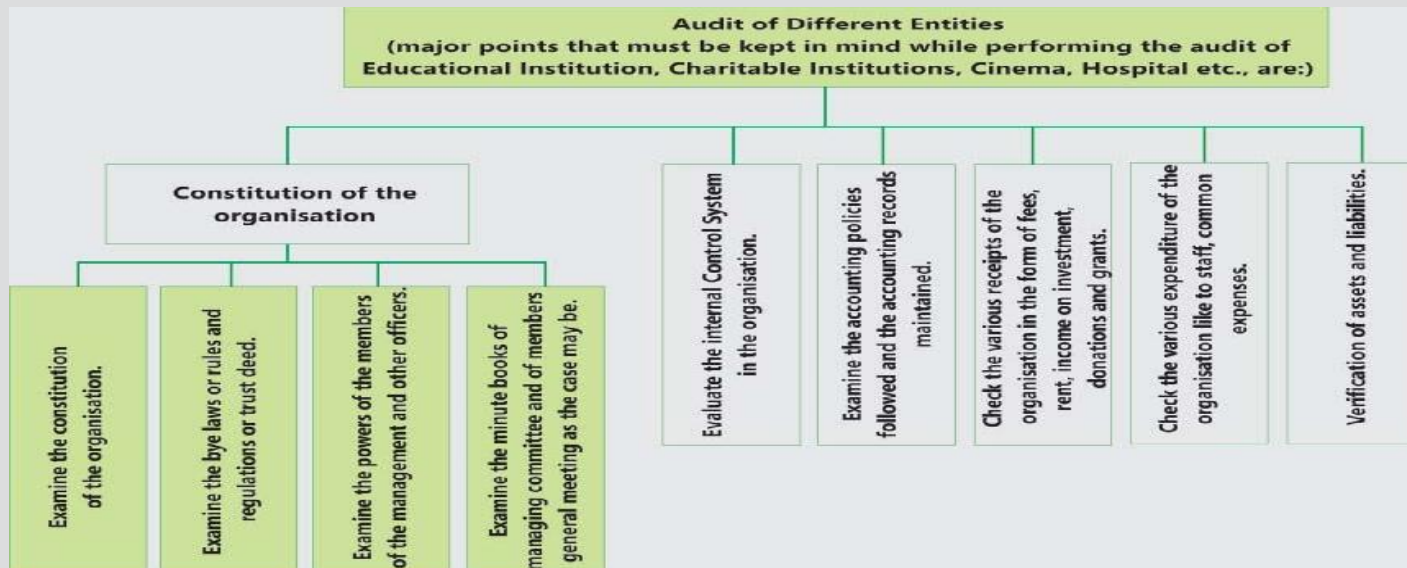 Audit of Different Entities
(major points that must be kept in mind while performing the audit of
Educational Institution, Charitable Institutions, Cinema, Hospital etc., are:)
Constitution of the
organisation
Examine the constitution
of the organisation.
Examine the bye laws or rules and
regulations or trust deed.
Examine the powers of the members
of the management and other officers.
Examine the minute books of
managing committee and of members
general meeting as the case may be.
Evaluate the internal Control System
in the organisation.
Examine the accounting policies
followed and the accounting records
maintained.
Check the various receipts of the
organisation in the form of fees,
rent, income on investment,
donations and grants.
Check the various expenditure of the
organisation like to staff, common
expenses.
Verification of assets and liabilities.